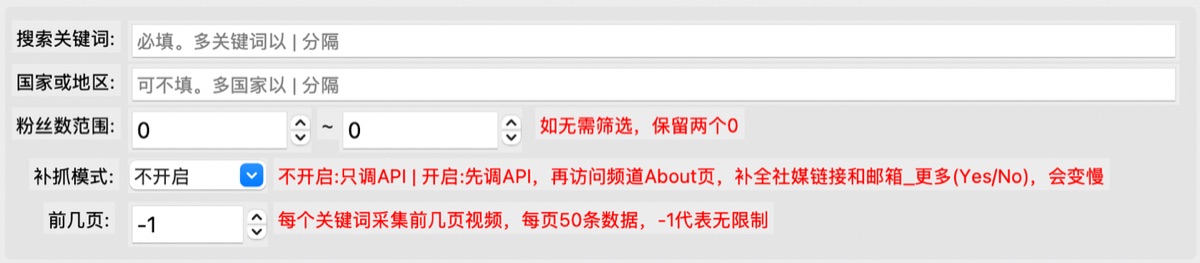 搜索关键词: 必填。多关键词以 | 分隔
国家或地区: 可不填。多国家以 | 分隔
粉丝数范围: 0 ~ 0 如无需筛选，保留两个0
补抓模式: 不开启 不开启:只调API | 开启:先调API，再访问频道About页，补全社媒链接和邮箱_更多(Yes/No)，会变慢
前几页: -1 每个关键词采集前几页视频，每页50条数据，-1代表无限制